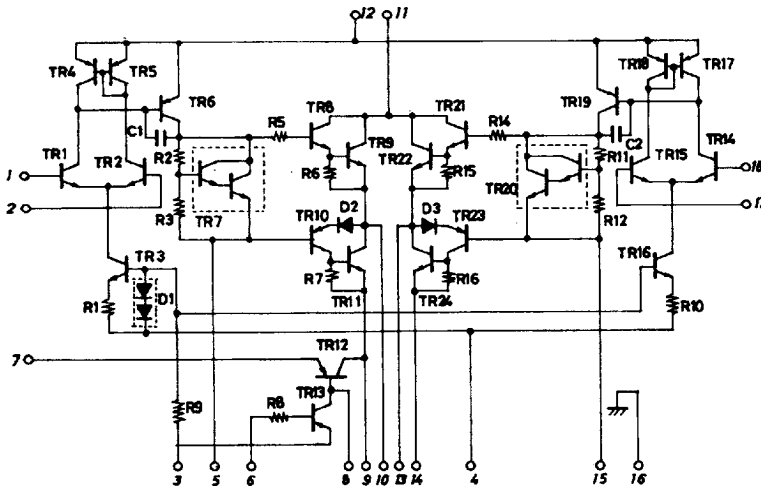 12 11
TR4 TR5 TR18 TR17
TR6 TR8 TR21 TR19
R5 R14
C1 C2
TR1 TR2 R2 TR9 TR22 R11 TR15 TR14
1 R6 R15 18
2 R3 TR7 TR20 R12
TR10 D2 D3 TR23
TR3 R7 R16 TR16
R1 D1 TR11 TR24 R10
7 TR12
TR13
R9 R8
3 5 6 8 9 10 13 14 4 15 16